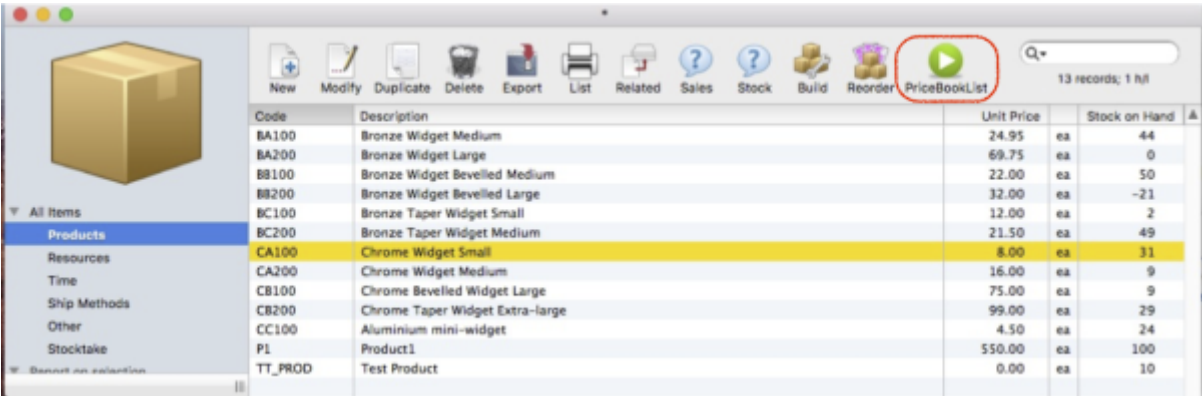 New Modify Duplicate Delete Export List Related Sales Stock Build Reorder PriceBookList
13 records; 1 h/l
Code Description Unit Price Stock on Hand
BA100 Bronze Widget Medium 24.95 ea 44
BA200 Bronze Widget Large 69.75 ea 0
BB100 Bronze Widget Bevelled Medium 22.00 ea 50
BB200 Bronze Widget Bevelled Large 32.00 ea -21
BC100 Bronze Taper Widget Small 12.00 ea 2
BC200 Bronze Taper Widget Medium 21.50 ea 49
CA100 Chrome Widget Small 8.00 ea 31
CA200 Chrome Widget Medium 16.00 ea 9
CB100 Chrome Bevelled Widget Large 75.00 ea 9
CB200 Chrome Taper Widget Extra-large 99.00 ea 29
CC100 Aluminium mini-widget 4.50 ea 24
P1 Product1 550.00 ea 100
TT_PROD Test Product 0.00 ea 10
All Items
Products
Resources
Time
Ship Methods
Other
Stocktake
Report on selection